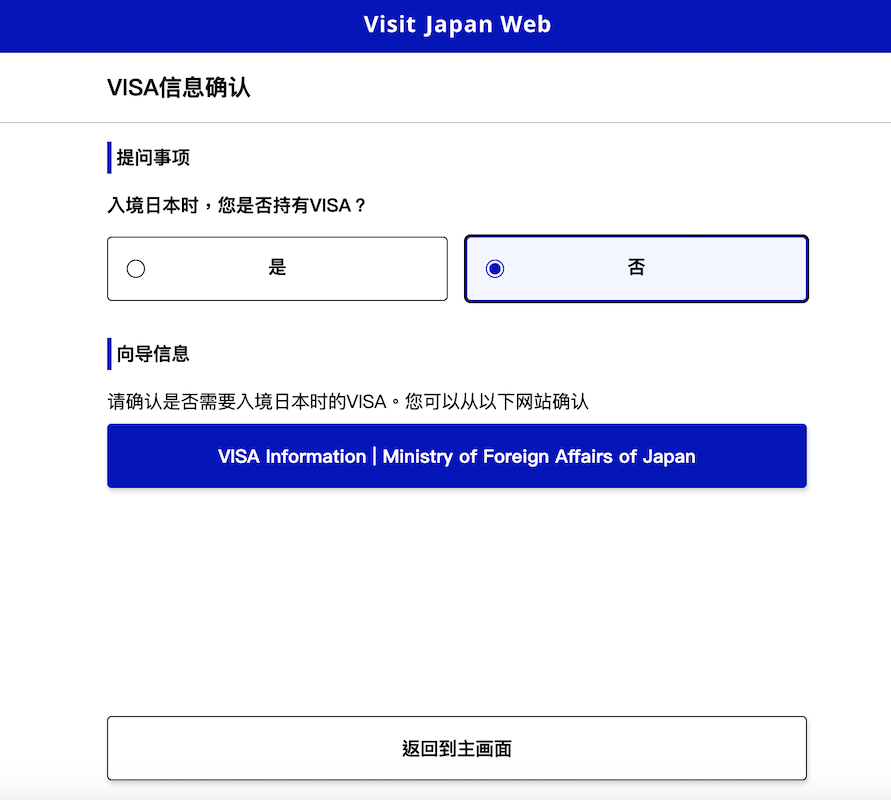 Visit Japan Web
VISA信息确认
提问事项
入境日本时，您是否持有VISA？
是
否
向导信息
请确认是否需要入境日本时的VISA。您可以从以下网站确认
VISA Information | Ministry of Foreign Affairs of Japan
返回到主画面